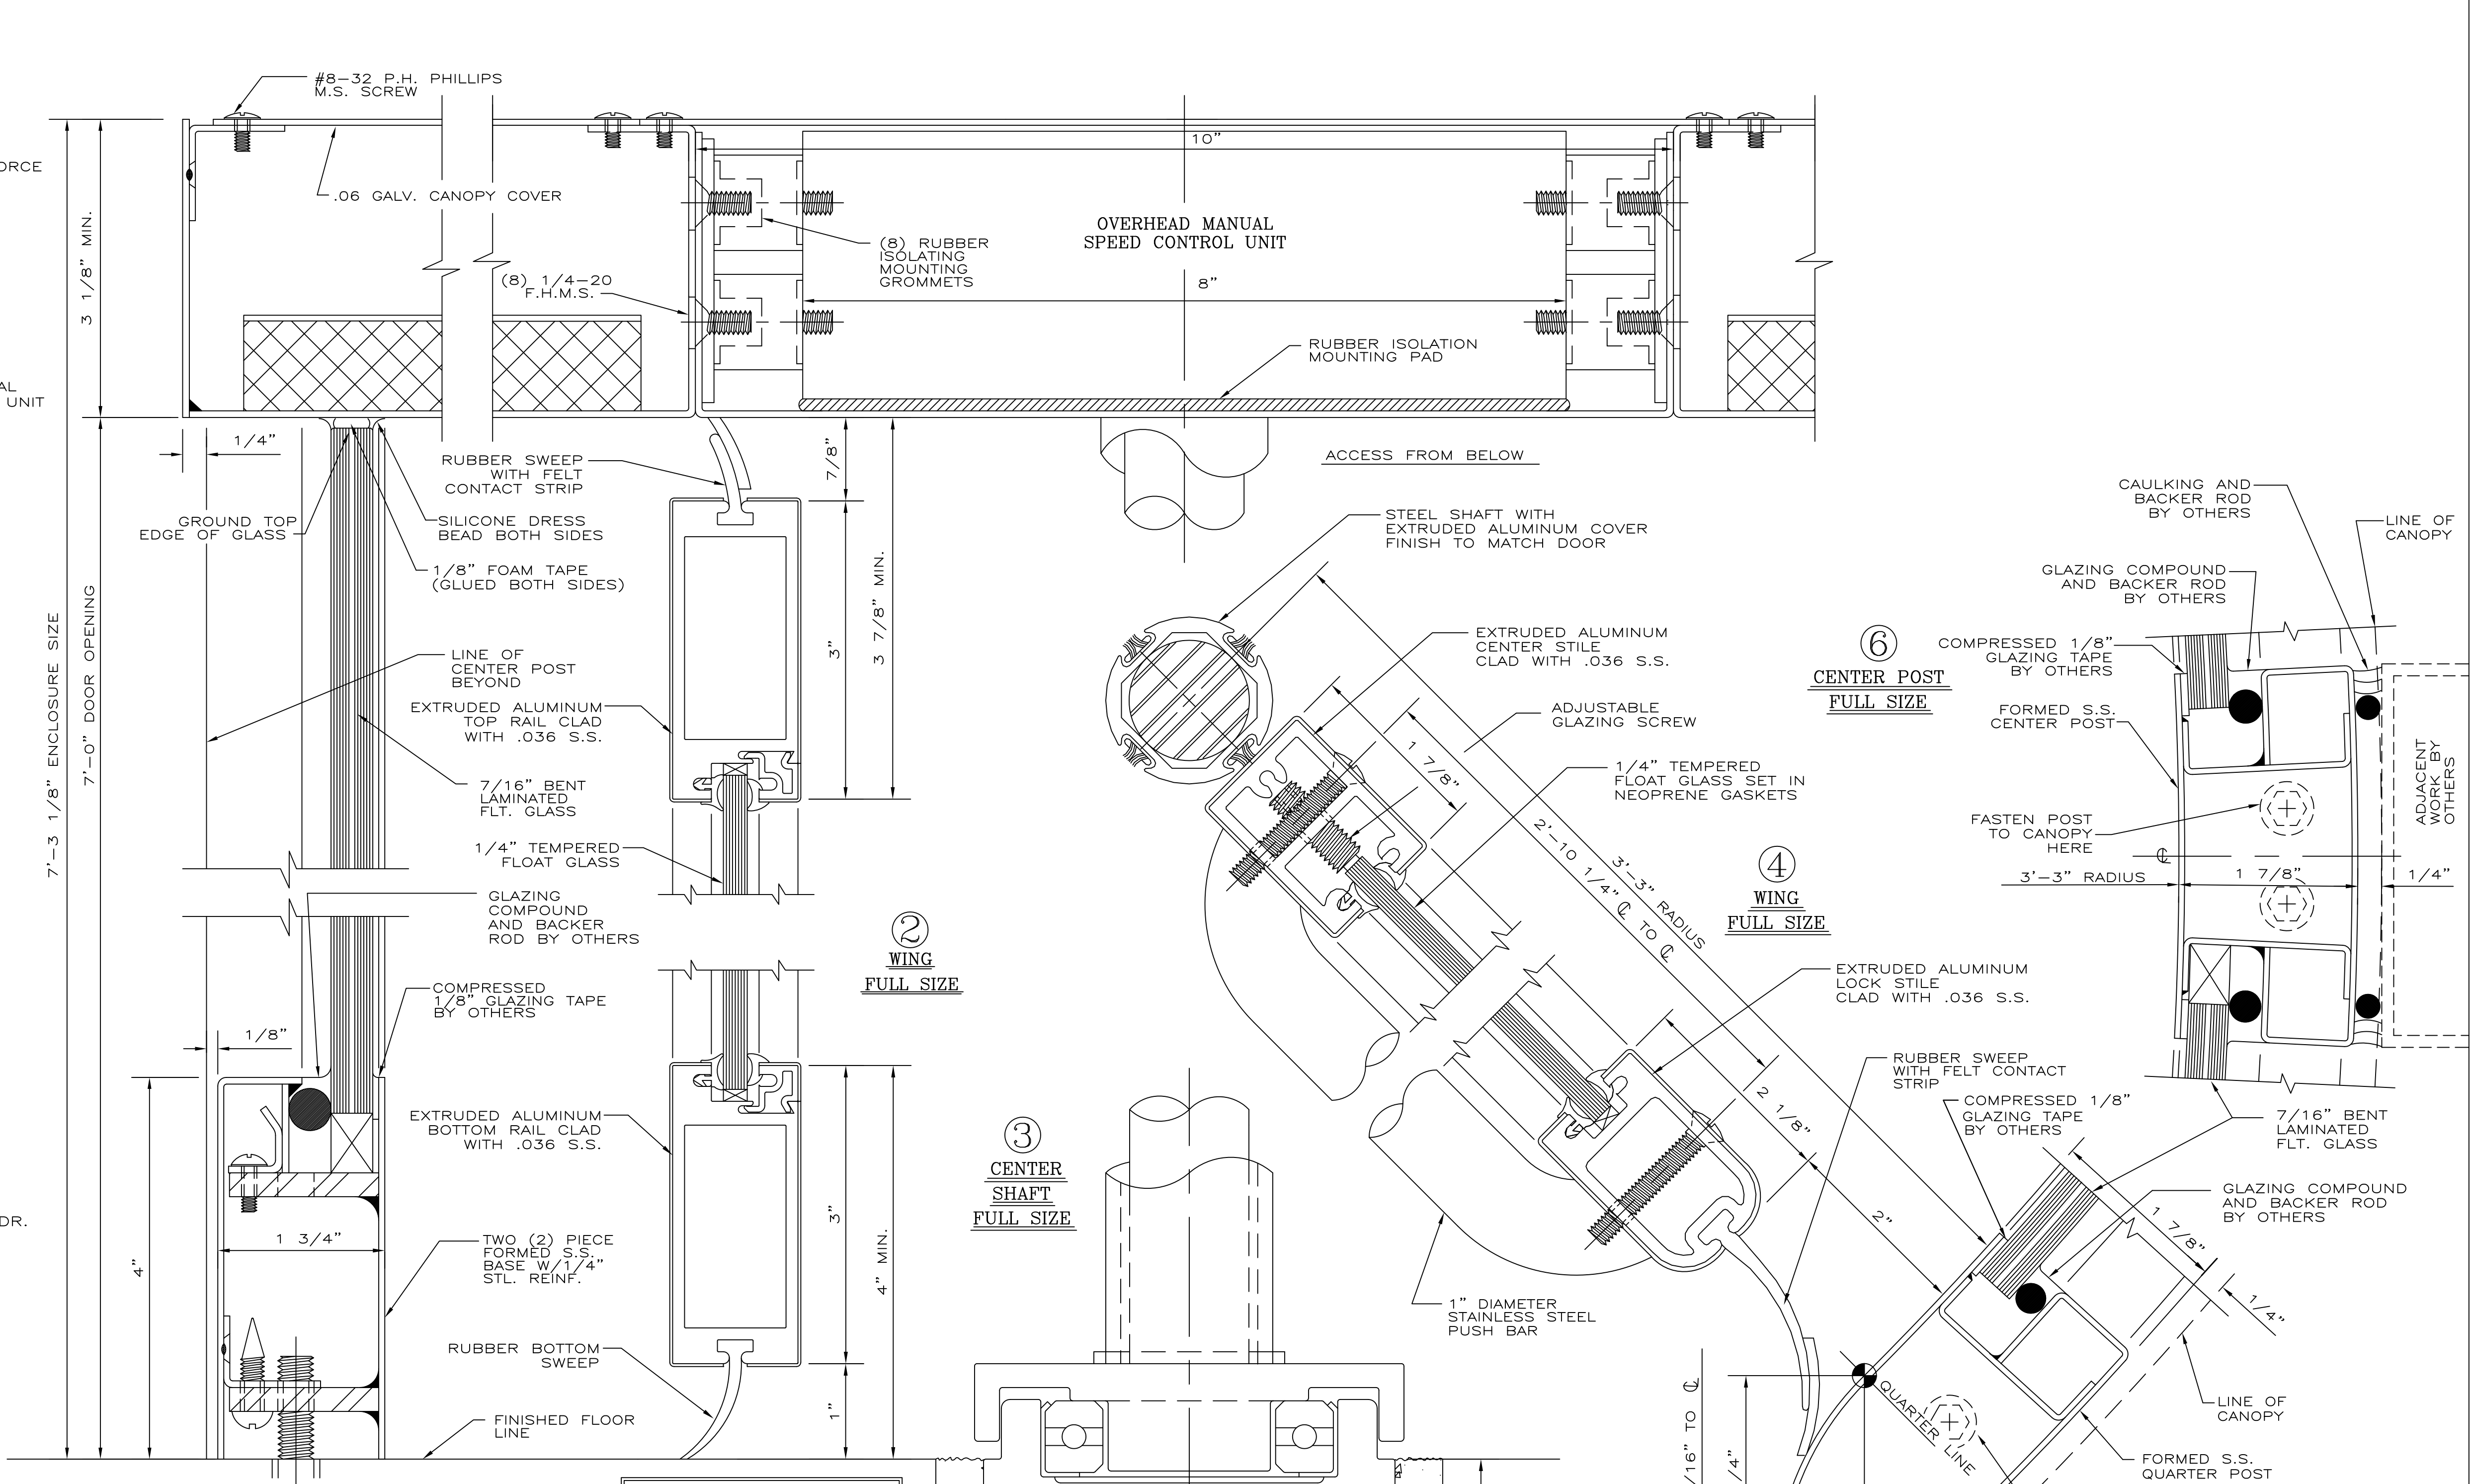 #8-32 P.H. PHILLIPS
M.S. SCREW
ORCE
.06 GALV. CANOPY COVER
3 1/8" MIN.
10"
OVERHEAD MANUAL
SPEED CONTROL UNIT
8"
(8) RUBBER
ISOLATING
MOUNTING
GROMMETS
(8) 1/4-20
F.H.M.S.
RUBBER ISOLATION
MOUNTING PAD
AL
UNIT
1/4"
RUBBER SWEEP
WITH FELT
CONTACT STRIP
7/8"
ACCESS FROM BELOW
GROUND TOP
EDGE OF GLASS
SILICONE DRESS
BEAD BOTH SIDES
1/8" FOAM TAPE
(GLUED BOTH SIDES)
3"
3 7/8" MIN.
7'-3 1/8" ENCLOSURE SIZE
7'-0" DOOR OPENING
LINE OF
CENTER POST
BEYOND
EXTRUDED ALUMINUM
TOP RAIL CLAD
WITH .036 S.S.
7/16" BENT
LAMINATED
FLT. GLASS
1/4" TEMPERED
FLOAT GLASS
GLAZING
COMPOUND
AND BACKER
ROD BY OTHERS
2
WING
FULL SIZE
COMPRESSED
1/8" GLAZING TAPE
BY OTHERS
1/8"
EXTRUDED ALUMINUM
BOTTOM RAIL CLAD
WITH .036 S.S.
DR.
4"
1 3/4"
TWO (2) PIECE
FORMED S.S.
BASE W/1/4"
STL. REINF.
3"
4" MIN.
RUBBER BOTTOM
SWEEP
1"
FINISHED FLOOR
LINE
3
CENTER
SHAFT
FULL SIZE
STEEL SHAFT WITH
EXTRUDED ALUMINUM COVER
FINISH TO MATCH DOOR
EXTRUDED ALUMINUM
CENTER STILE
CLAD WITH .036 S.S.
ADJUSTABLE
GLAZING SCREW
1/4" TEMPERED
FLOAT GLASS SET IN
NEOPRENE GASKETS
1 7/8"
2'-10 1/4" ℄ TO ℄
3'-3" RADIUS
4
WING
FULL SIZE
EXTRUDED ALUMINUM
LOCK STILE
CLAD WITH .036 S.S.
2 1/8"
2"
RUBBER SWEEP
WITH FELT CONTACT
STRIP
1" DIAMETER
STAINLESS STEEL
PUSH BAR
6
CENTER POST
FULL SIZE
CAULKING AND
BACKER ROD
BY OTHERS
LINE OF
CANOPY
GLAZING COMPOUND
AND BACKER ROD
BY OTHERS
COMPRESSED 1/8"
GLAZING TAPE
BY OTHERS
FORMED S.S.
CENTER POST
ADJACENT
WORK BY
OTHERS
FASTEN POST
TO CANOPY
HERE
℄
3'-3" RADIUS
1 7/8"
1/4"
COMPRESSED 1/8"
GLAZING TAPE
BY OTHERS
7/16" BENT
LAMINATED
FLT. GLASS
GLAZING COMPOUND
AND BACKER ROD
BY OTHERS
1 7/8"
1/4"
LINE OF
CANOPY
QUARTER LINE
FORMED S.S.
QUARTER POST
/16" TO ℄
/4"